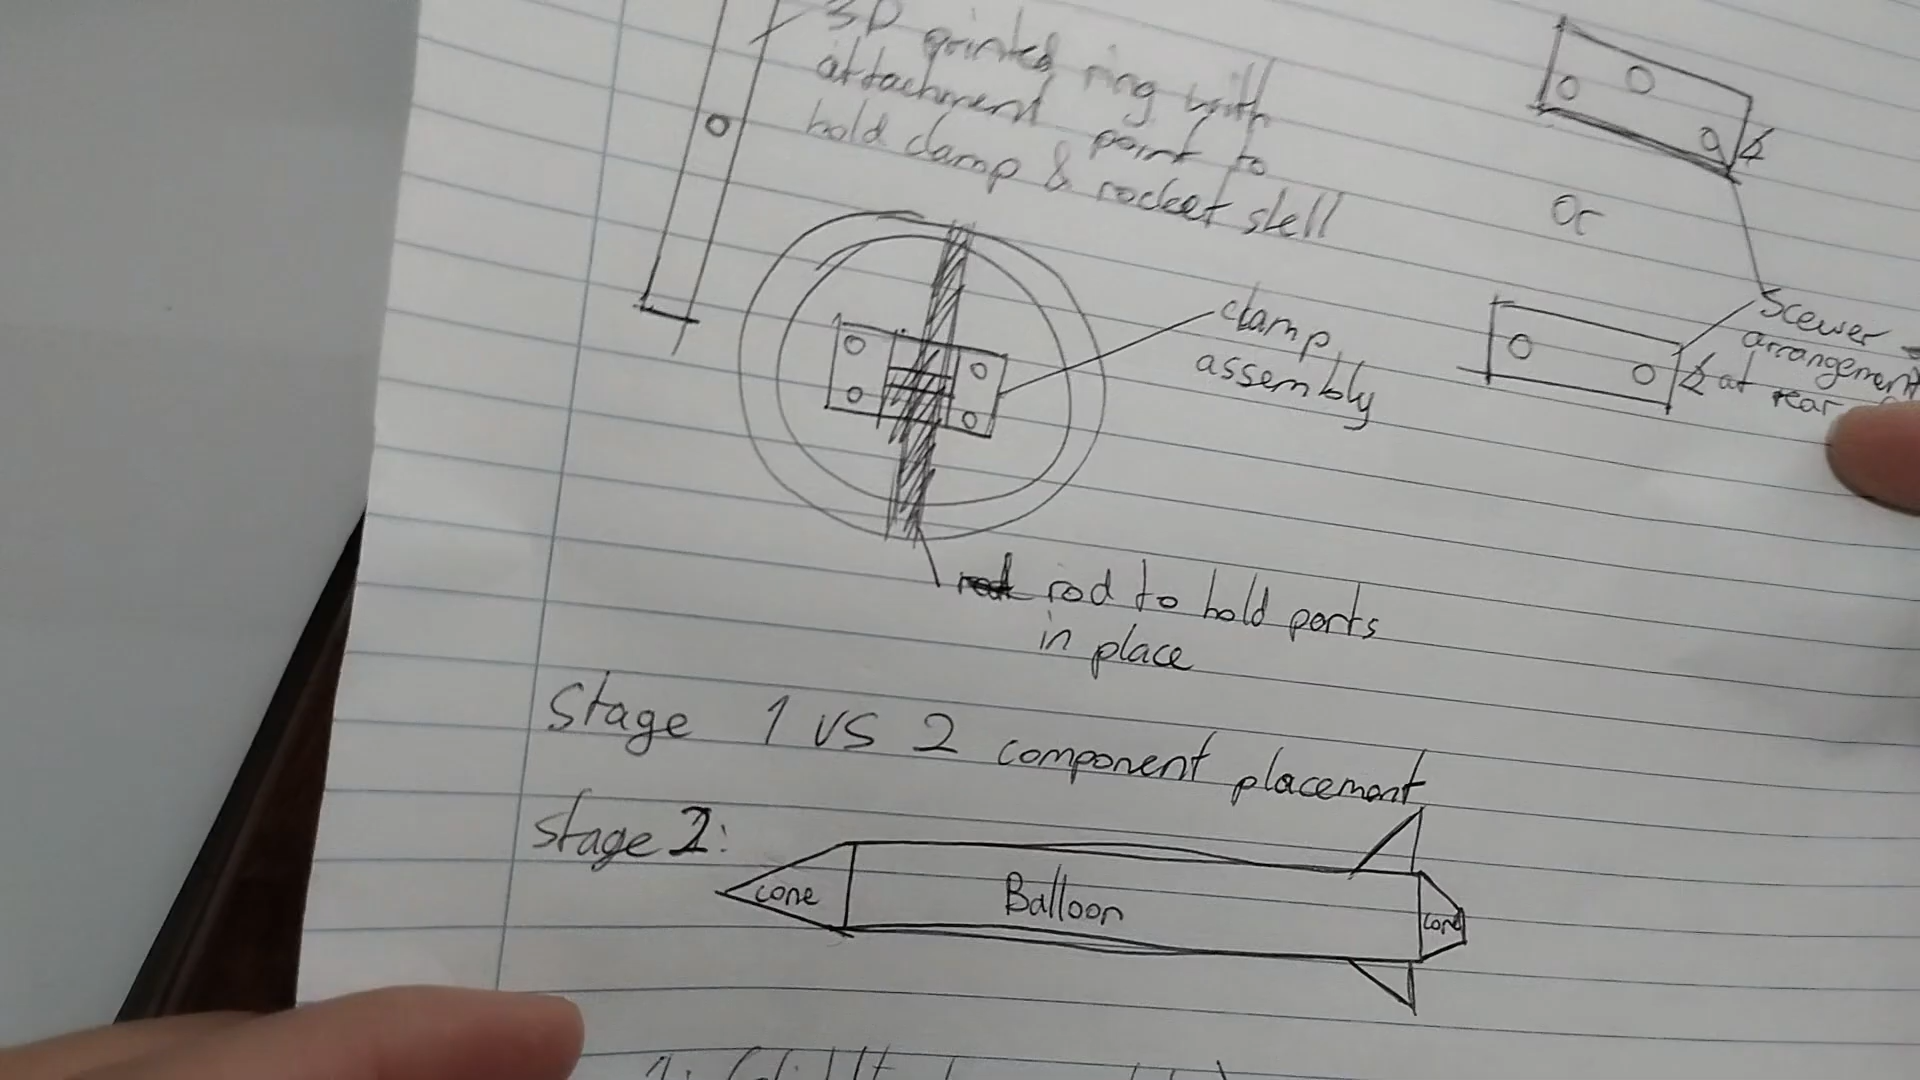 3D printed ring with
attachment point to
hold clamp & rocket shell
or
clamp
assembly
Scewer
arrangement
at rear
rod to hold parts
in place
Stage 1 vs 2 component placement
Stage 2:
cone
Balloon
cone